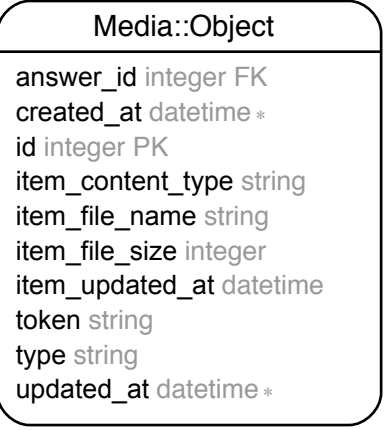 Media::Object
answer_id integer FK
created_at datetime *
id integer PK
item_content_type string
item_file_name string
item_file_size integer
item_updated_at datetime
token string
type string
updated_at datetime *